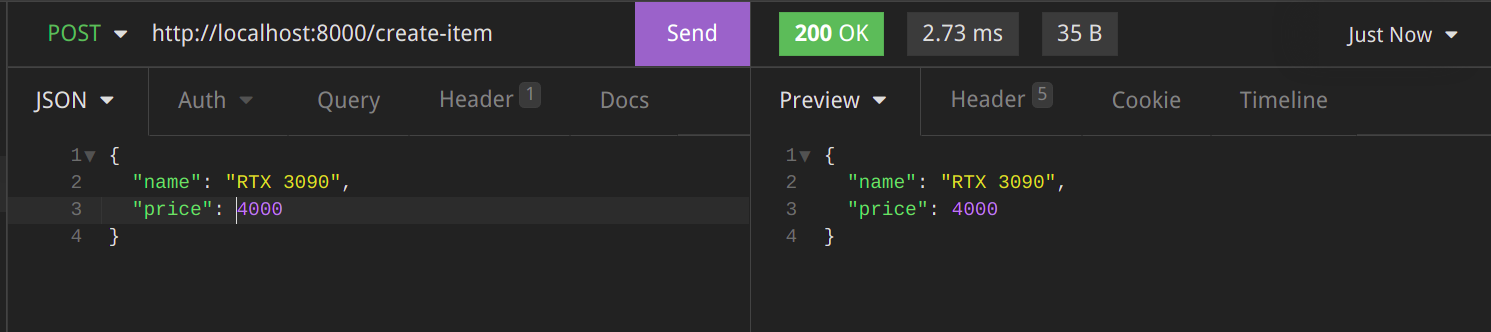 POST http://localhost:8000/create-item Send 200 OK 2.73 ms 35 B Just Now
JSON Auth Query Header 1 Docs Preview Header 5 Cookie Timeline
1 {
2 "name": "RTX 3090",
3 "price": 4000
4 }
1 {
2 "name": "RTX 3090",
3 "price": 4000
4 }